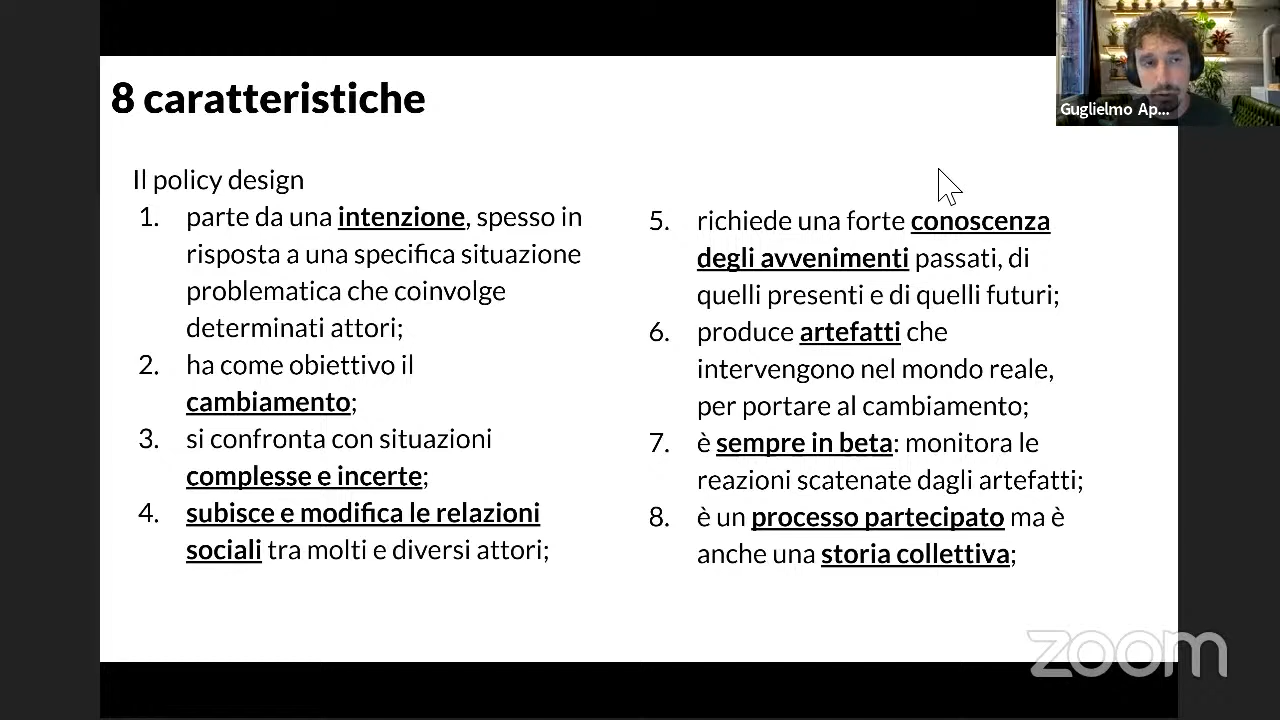 8 caratteristiche
Guglielmo Ap...
Il policy design
1. parte da una intenzione, spesso in
risposta a una specifica situazione
problematica che coinvolge
determinati attori;
2. ha come obiettivo il
cambiamento;
3. si confronta con situazioni
complesse e incerte;
4. subisce e modifica le relazioni
sociali tra molti e diversi attori;
5. richiede una forte conoscenza
degli avvenimenti passati, di
quelli presenti e di quelli futuri;
6. produce artefatti che
intervengono nel mondo reale,
per portare al cambiamento;
7. è sempre in beta: monitora le
reazioni scatenate dagli artefatti;
8. è un processo partecipato ma è
anche una storia collettiva;
zoom